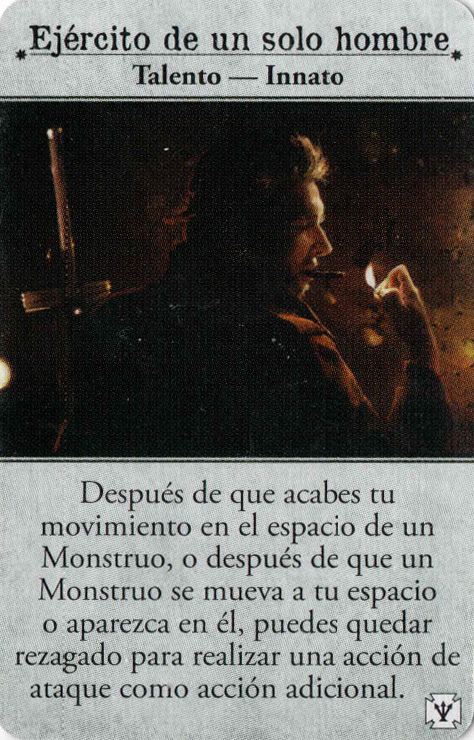 Ejército de un solo hombre
Talento — Innato
Después de que acabes tu
movimiento en el espacio de un
Monstruo, o después de que un
Monstruo se mueva a tu espacio
o aparezca en él, puedes quedar
rezagado para realizar una acción de
ataque como acción adicional.